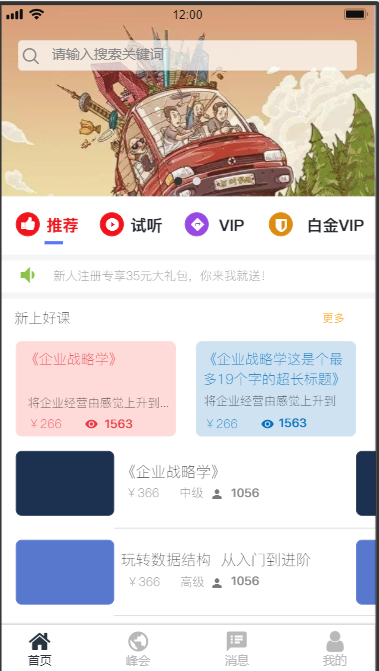 12:00
请输入搜索关键词
推荐 试听 VIP 白金VIP
新人注册专享35元大礼包，你来我就送！
新上好课 更多
《企业战略学》
将企业经营由感觉上升到...
￥266 1563
《企业战略学这是个最
多19个字的超长标题》
将企业经营由感觉上升到
￥266 1563
《企业战略学》
￥366 中级 1056
玩转数据结构 从入门到进阶
￥366 高级 1056
首页 峰会 消息 我的